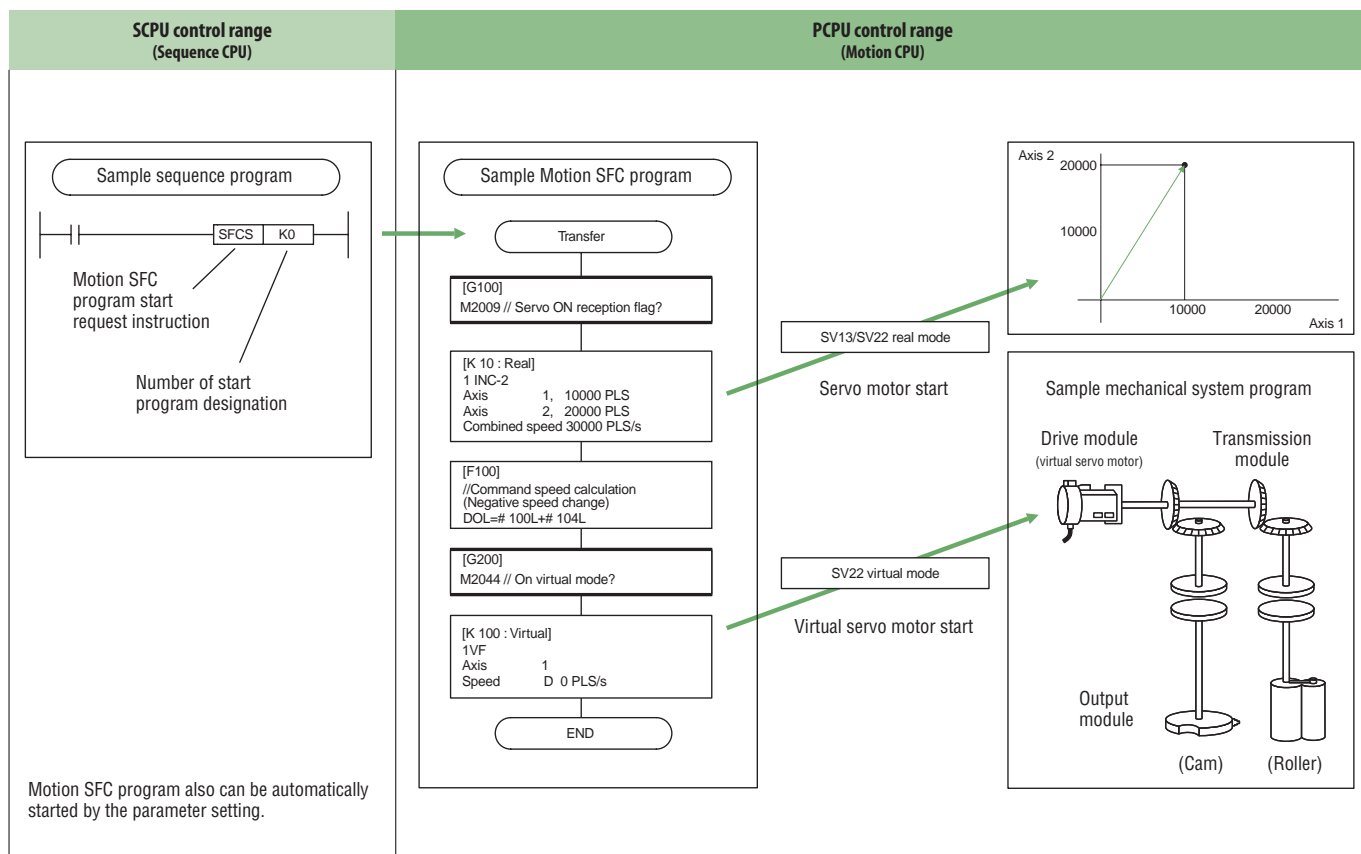 SCPU control range
(Sequence CPU)
PCPU control range
(Motion CPU)
Sample sequence program
SFCS K0
Motion SFC
program start
request instruction
Number of start
program designation
Motion SFC program also can be automatically
started by the parameter setting.
Sample Motion SFC program
Transfer
[G100]
M2009 // Servo ON reception flag?
[K 10 : Real]
1 INC-2
Axis 1, 10000 PLS
Axis 2, 20000 PLS
Combined speed 30000 PLS/s
[F100]
//Command speed calculation
(Negative speed change)
DOL=# 100L+# 104L
[G200]
M2044 // On virtual mode?
[K 100 : Virtual]
1VF
Axis 1
Speed D 0 PLS/s
END
SV13/SV22 real mode
Servo motor start
SV22 virtual mode
Virtual servo motor start
Axis 2
20000
10000
10000 20000
Axis 1
Sample mechanical system program
Drive module
(virtual servo motor)
Transmission
module
Output
module
(Cam) (Roller)